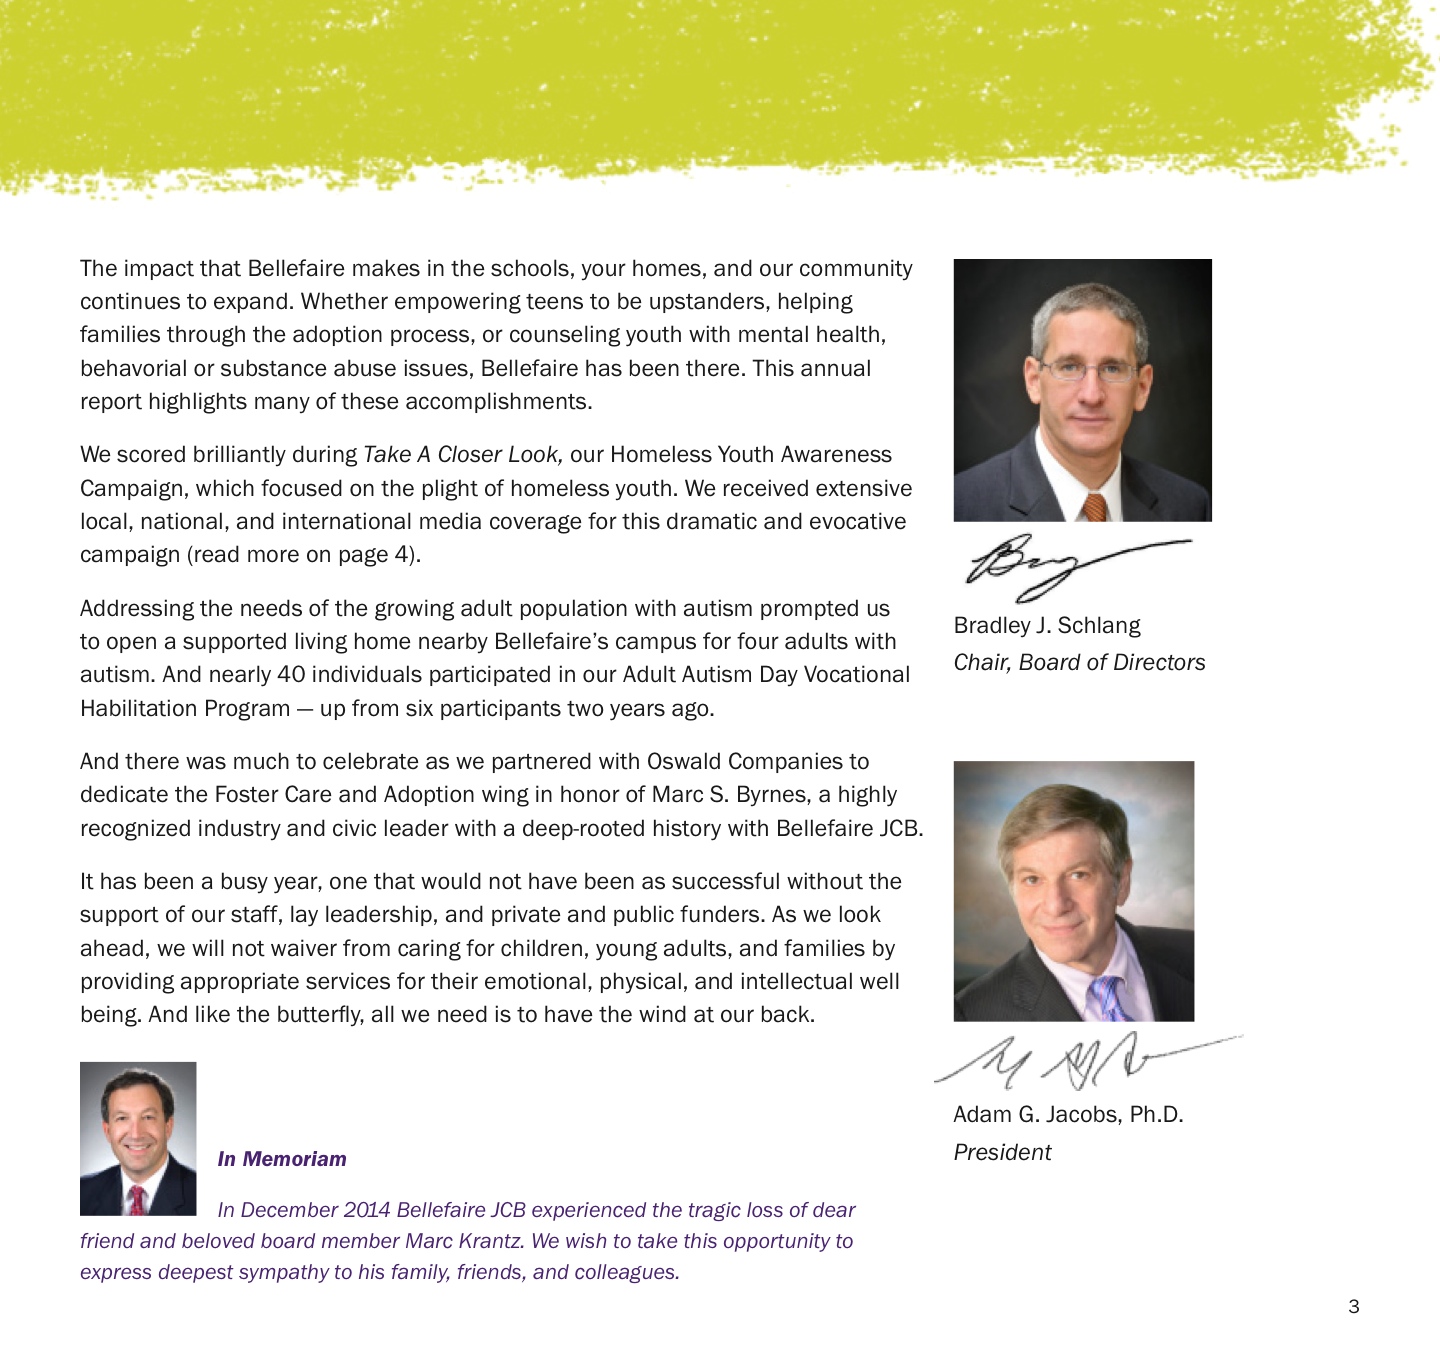 The impact that Bellefaire makes in the schools, your homes, and our community
continues to expand. Whether empowering teens to be upstanders, helping
families through the adoption process, or counseling youth with mental health,
behavorial or substance abuse issues, Bellefaire has been there. This annual
report highlights many of these accomplishments.
We scored brilliantly during Take A Closer Look, our Homeless Youth Awareness
Campaign, which focused on the plight of homeless youth. We received extensive
local, national, and international media coverage for this dramatic and evocative
campaign (read more on page 4).
Addressing the needs of the growing adult population with autism prompted us
to open a supported living home nearby Bellefaire’s campus for four adults with
autism. And nearly 40 individuals participated in our Adult Autism Day Vocational
Habilitation Program — up from six participants two years ago.
And there was much to celebrate as we partnered with Oswald Companies to
dedicate the Foster Care and Adoption wing in honor of Marc S. Byrnes, a highly
recognized industry and civic leader with a deep-rooted history with Bellefaire JCB.
It has been a busy year, one that would not have been as successful without the
support of our staff, lay leadership, and private and public funders. As we look
ahead, we will not waiver from caring for children, young adults, and families by
providing appropriate services for their emotional, physical, and intellectual well
being. And like the butterfly, all we need is to have the wind at our back.
In Memoriam
In December 2014 Bellefaire JCB experienced the tragic loss of dear
friend and beloved board member Marc Krantz. We wish to take this opportunity to
express deepest sympathy to his family, friends, and colleagues.
Bradley J. Schlang
Chair, Board of Directors
Adam G. Jacobs, Ph.D.
President
3